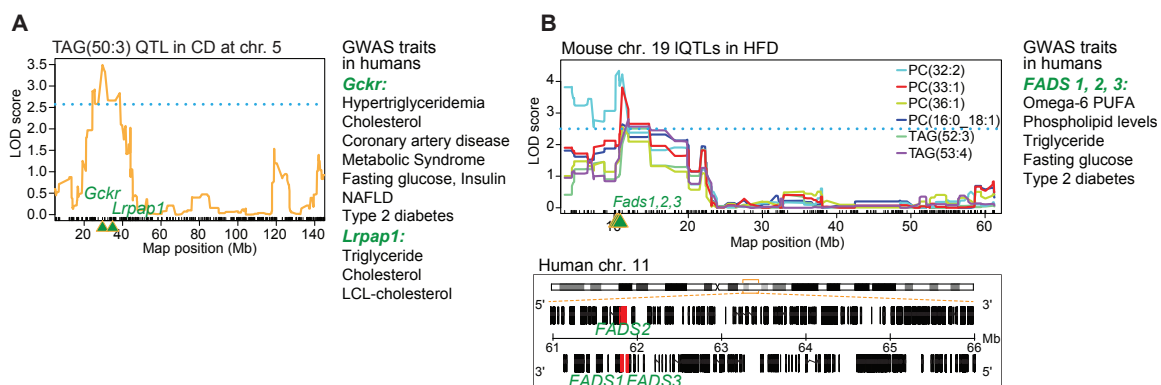 A
TAG(50:3) QTL in CD at chr. 5
LOD score
3.5
3.0
2.5
2.0
1.5
1.0
0.5
0.0
Gckr
Lrpap1
20 40 60 80 100 120 140
Map position (Mb)
GWAS traits
in humans
Gckr:
Hypertriglyceridemia
Cholesterol
Coronary artery disease
Metabolic Syndrome
Fasting glucose, Insulin
NAFLD
Type 2 diabetes
Lrpap1:
Triglyceride
Cholesterol
LCL-cholesterol
B
Mouse chr. 19 lQTLs in HFD
LOD score
4
3
2
1
0
PC(32:2)
PC(33:1)
PC(36:1)
PC(16:0_18:1)
TAG(52:3)
TAG(53:4)
Fads1,2,3
10 20 30 40 50 60
Map position (Mb)
GWAS traits
in humans
FADS 1, 2, 3:
Omega-6 PUFA
Phospholipid levels
Triglyceride
Fasting glucose
Type 2 diabetes
Human chr. 11
5' 3'
FADS2
61 62 63 64 65 66 Mb
3' 5'
FADS1 FADS3